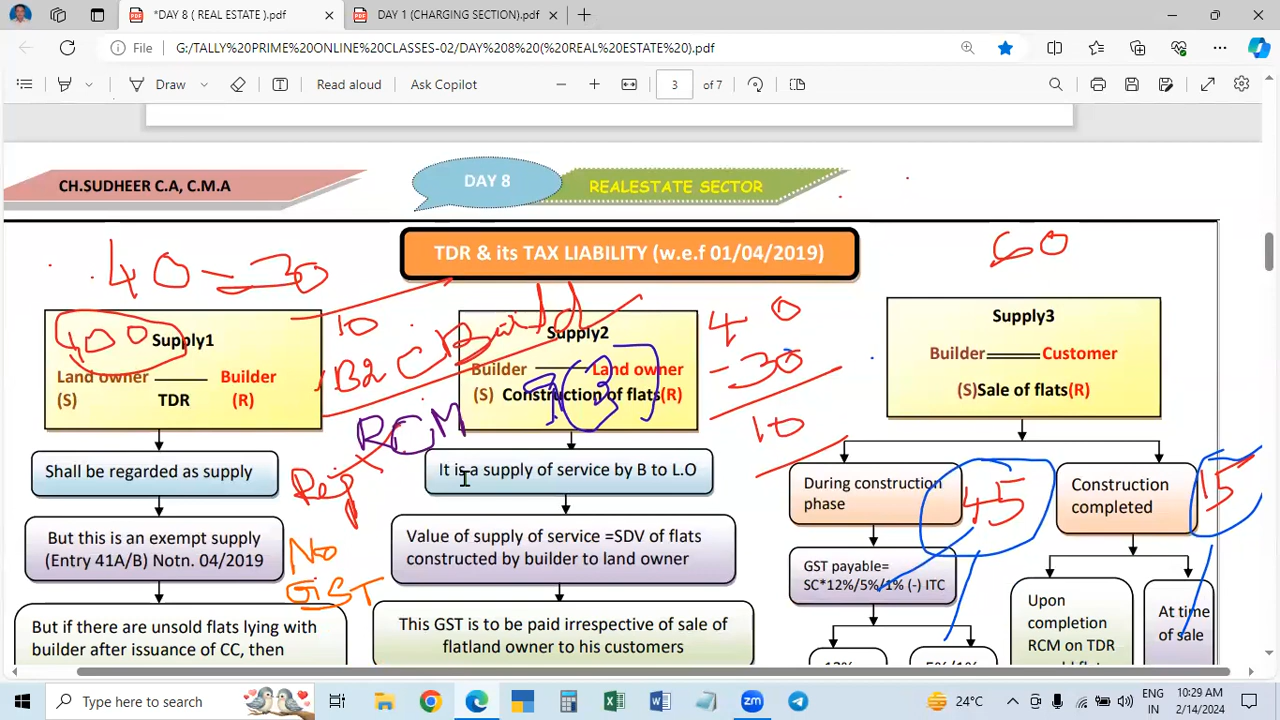 *DAY 8 ( REAL ESTATE ).pdf
DAY 1 (CHARGING SECTION).pdf
File
G:/TALLY%20PRIME%20ONLINE%20CLASSES-02/DAY%208%20(%20REAL%20ESTATE%20).pdf
Draw
Read aloud
Ask Copilot
3
of 7
CH.SUDHEER C.A, C.M.A
DAY 8
REALESTATE SECTOR
TDR & its TAX LIABILITY (w.e.f 01/04/2019)
40-30
60
400
Supply1
Land owner
Builder
(S)
TDR
(R)
10
B2C Build
Supply2
Builder
Land owner
(S) Construction of flats(R)
40
-30
10
Supply3
Builder
Customer
(S)Sale of flats(R)
RCM
Shall be regarded as supply
It is a supply of service by B to L.O
During construction
phase
45
Construction
completed
15
But this is an exempt supply
(Entry 41A/B) Notn. 04/2019
No
GST
Value of supply of service =SDV of flats
constructed by builder to land owner
GST payable=
SC*12%/5%/1% (-) ITC
But if there are unsold flats lying with
builder after issuance of CC, then
This GST is to be paid irrespective of sale of
flatland owner to his customers
Upon
completion
RCM on TDR
At time
of sale
12%
5%/1%
Type here to search
24°C
ENG
IN
10:29 AM
2/14/2024